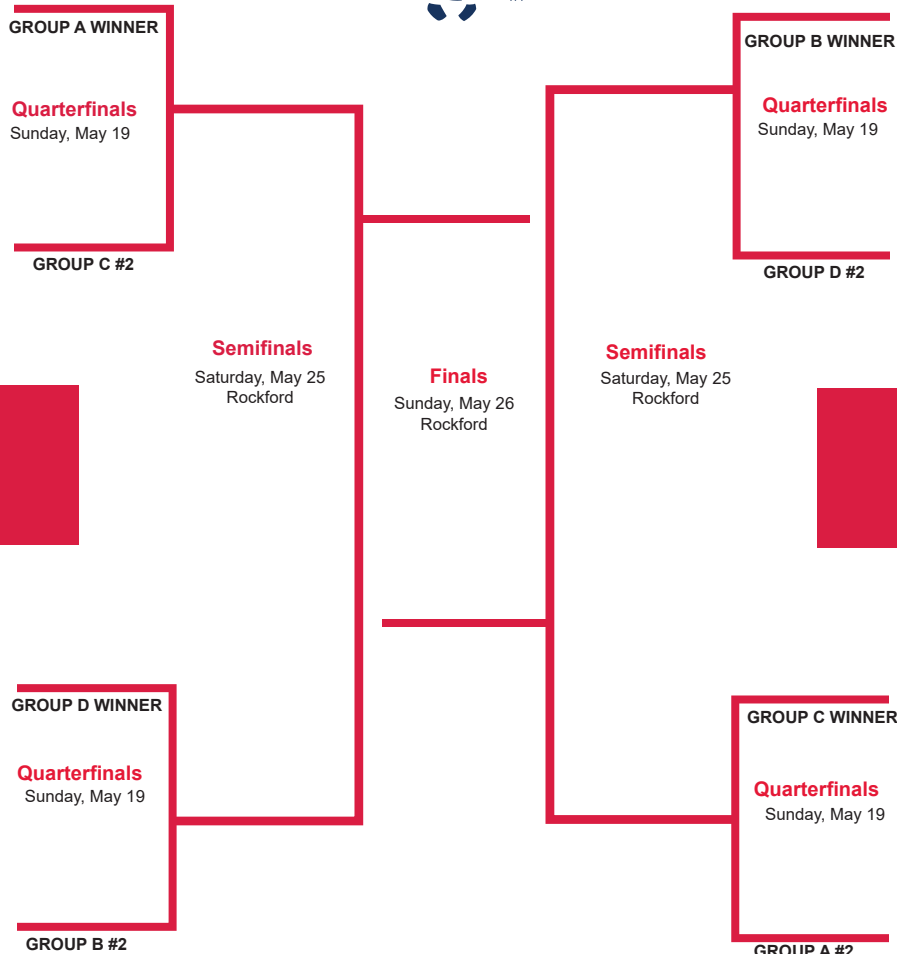 GROUP A WINNER
Quarterfinals
Sunday, May 19
GROUP C #2
GROUP B WINNER
Quarterfinals
Sunday, May 19
GROUP D #2
Semifinals
Saturday, May 25
Rockford
Finals
Sunday, May 26
Rockford
Semifinals
Saturday, May 25
Rockford
GROUP D WINNER
Quarterfinals
Sunday, May 19
GROUP B #2
GROUP C WINNER
Quarterfinals
Sunday, May 19
GROUP A #2